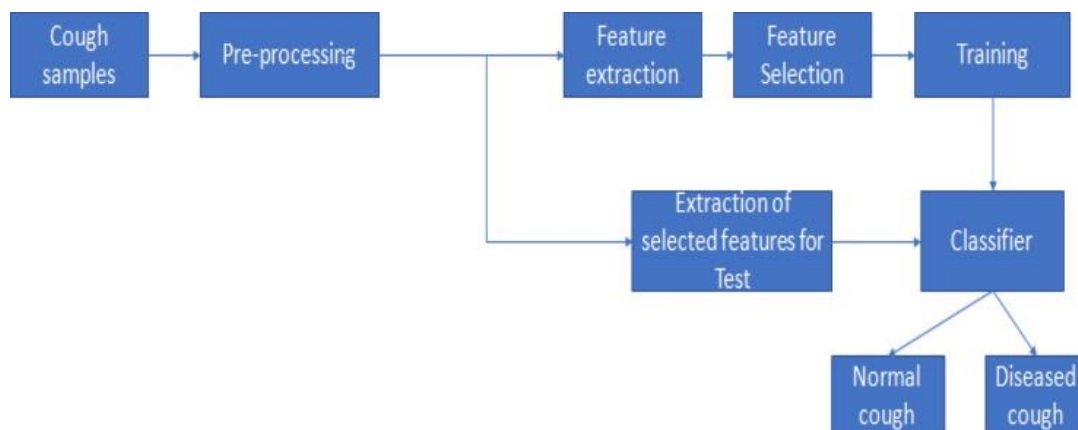 Cough
samples
Pre-processing
Feature
extraction
Feature
Selection
Training
Extraction of
selected features for
Test
Classifier
Normal
cough
Diseased
cough